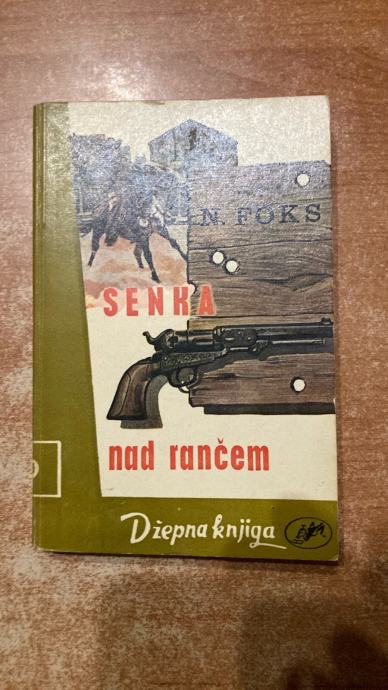 N. FOKS
SENKA
nad rančem
Džepna knjiga